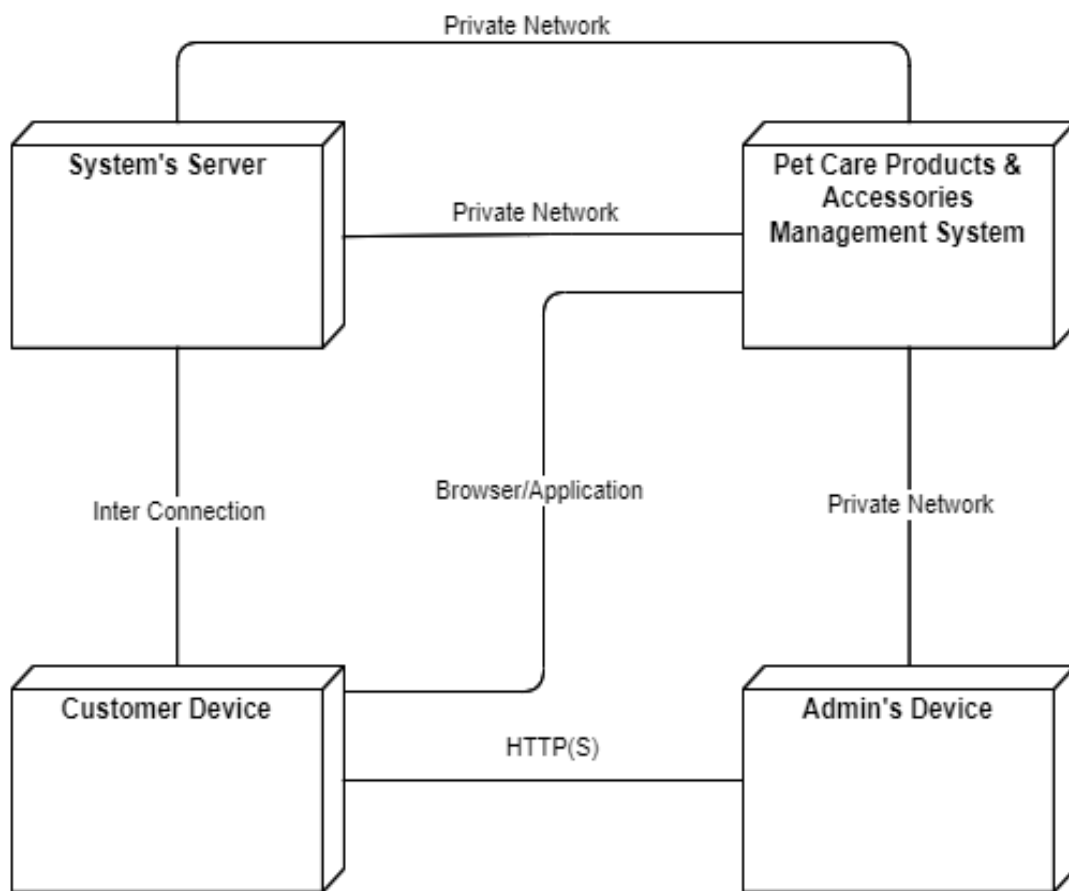 Private Network
System's Server
Pet Care Products &
Accessories
Management System
Private Network
Browser/Application
Inter Connection
Private Network
Customer Device
Admin's Device
HTTP(S)